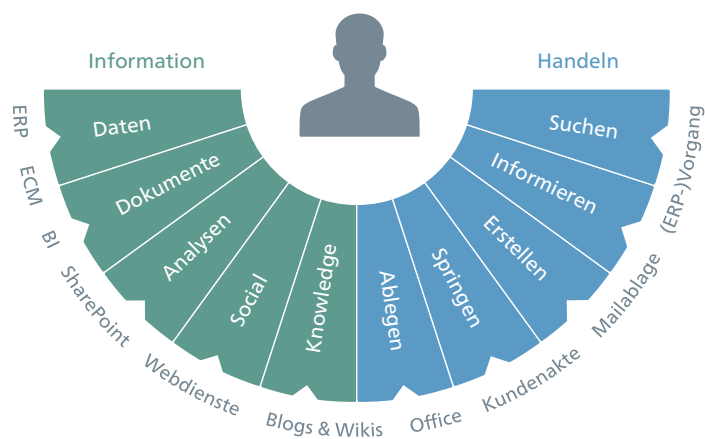 Information
Handeln
Daten
Dokumente
Analysen
Social
Knowledge
Ablegen
Springen
Erstellen
Informieren
Suchen
ERP
ECM
BI
SharePoint
Webdienste
Blogs & Wikis
Office
Kundenakte
Mailablage
(ERP-)Vorgang